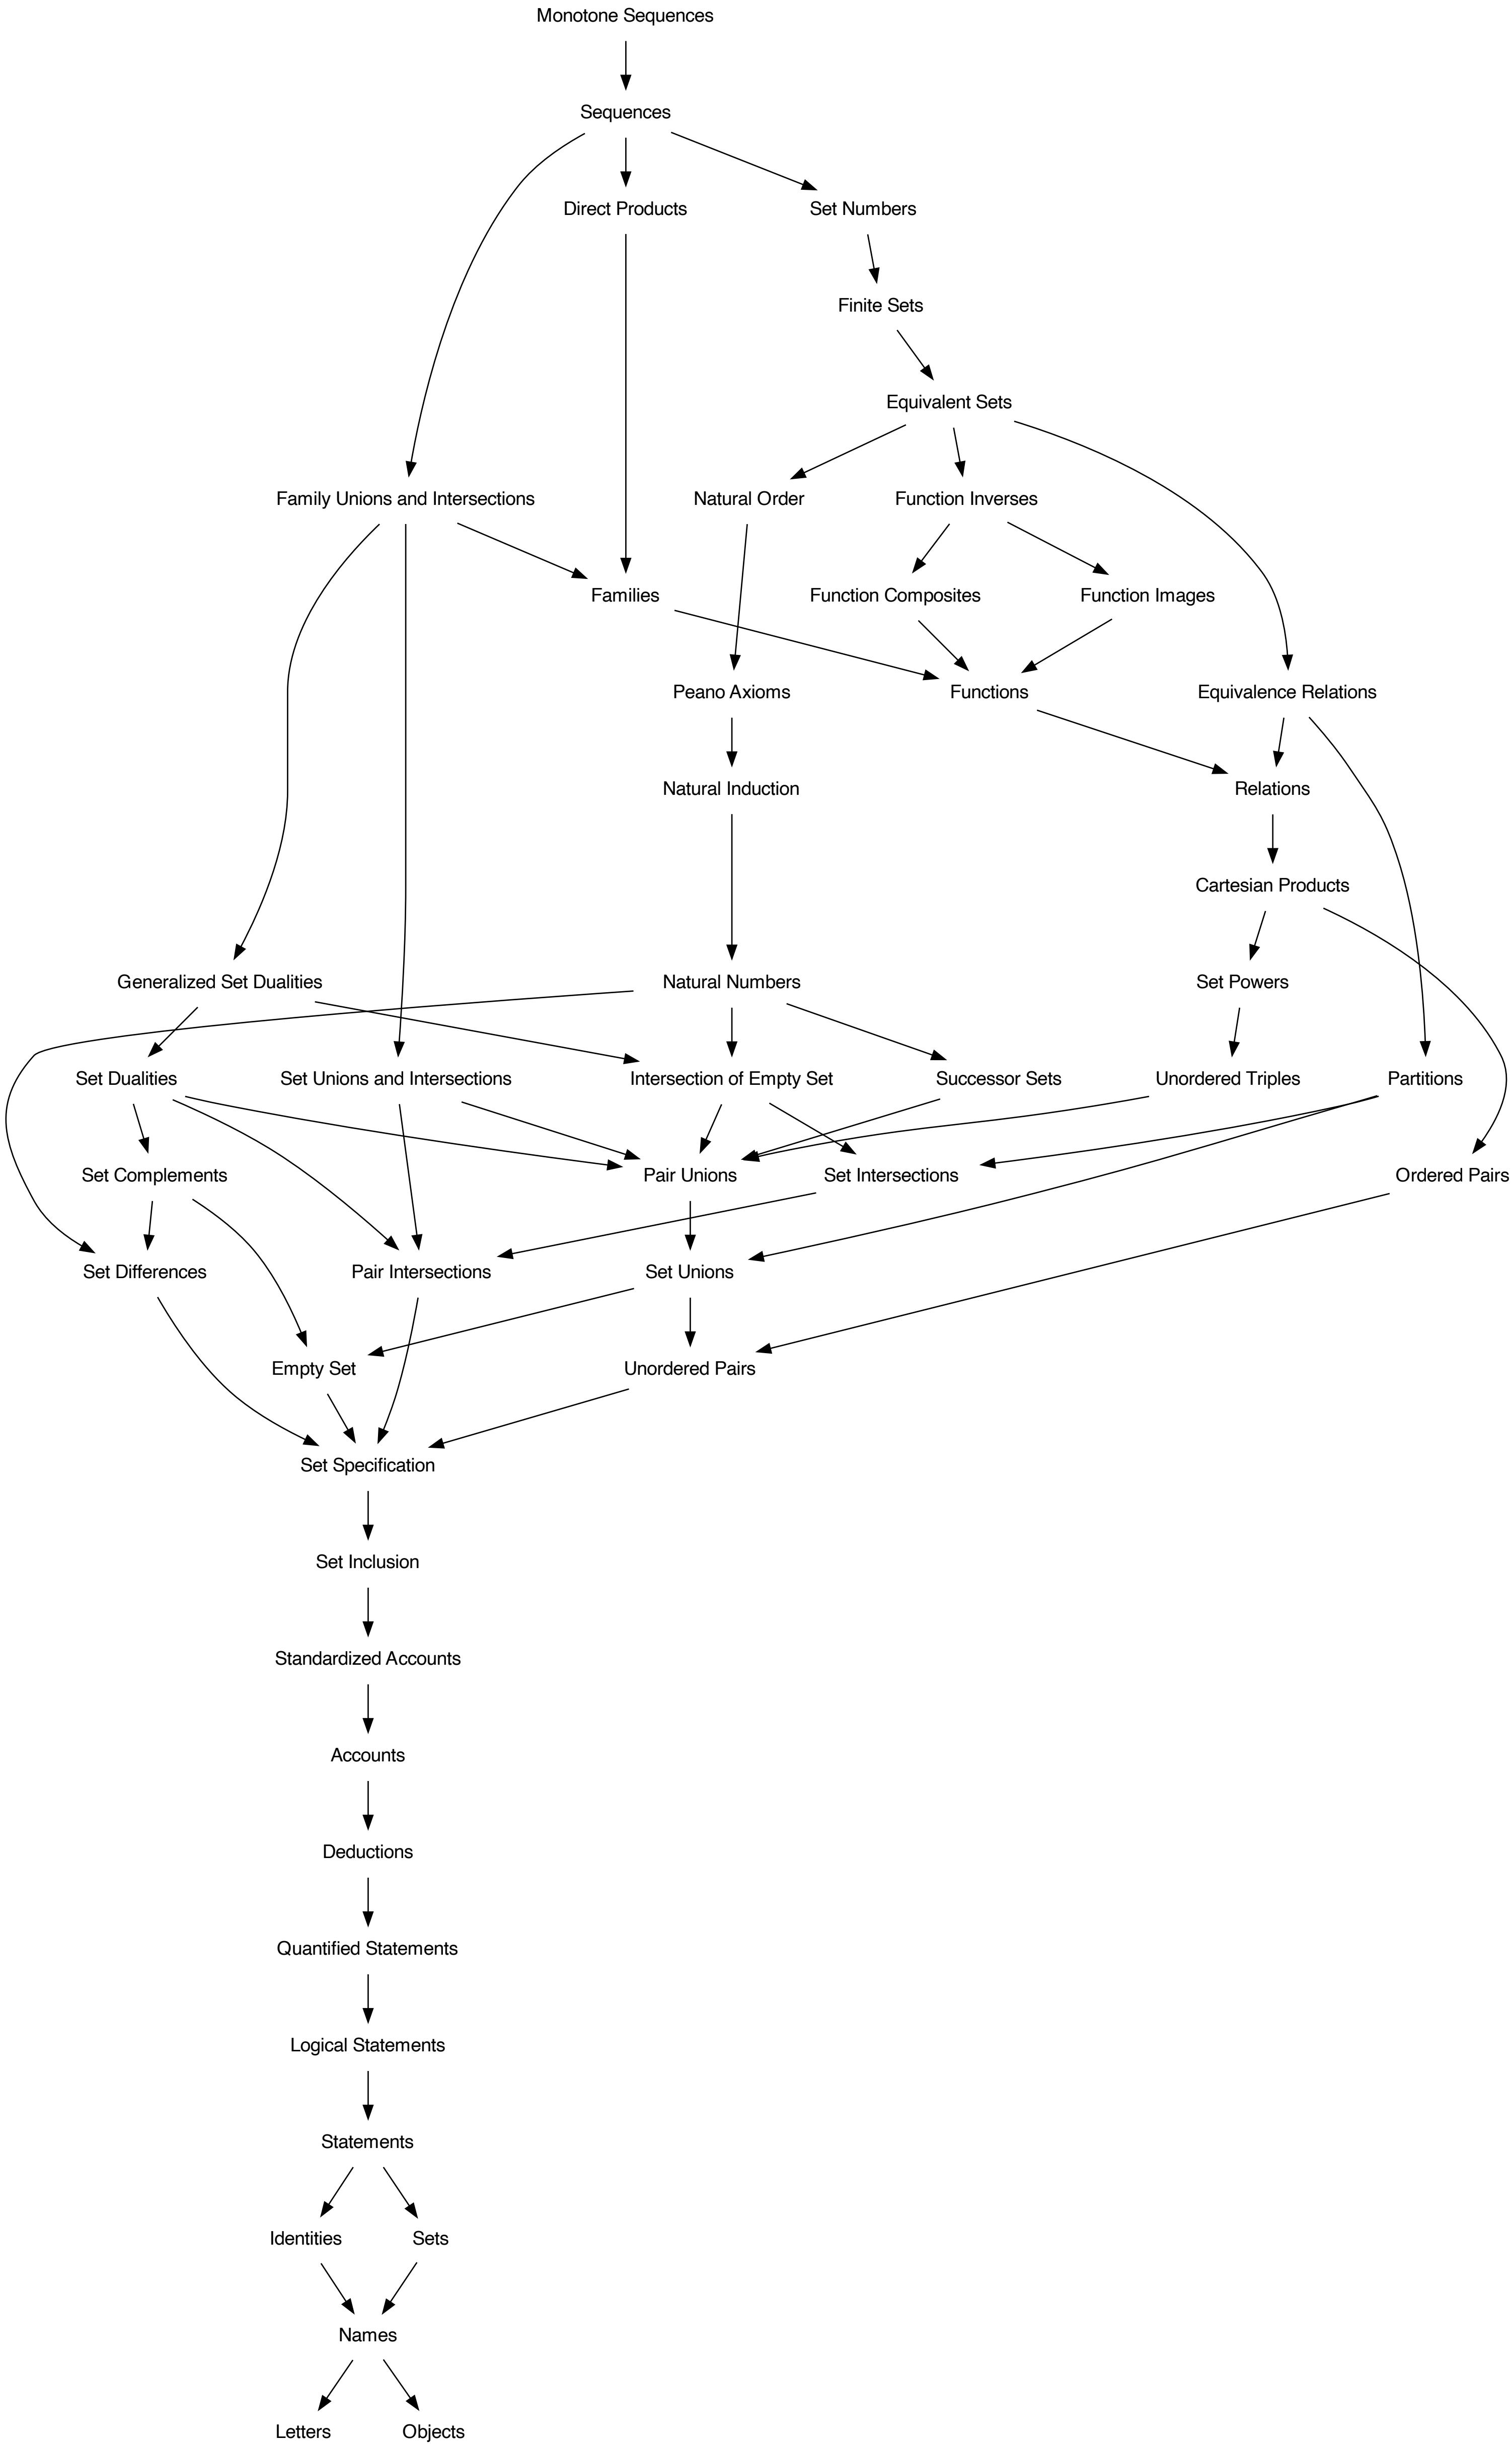 Monotone Sequences
Sequences
Direct Products
Set Numbers
Finite Sets
Equivalent Sets
Family Unions and Intersections
Natural Order
Function Inverses
Families
Function Composites
Function Images
Peano Axioms
Functions
Equivalence Relations
Natural Induction
Relations
Cartesian Products
Generalized Set Dualities
Natural Numbers
Set Powers
Set Dualities
Set Unions and Intersections
Intersection of Empty Set
Successor Sets
Unordered Triples
Partitions
Set Complements
Pair Unions
Set Intersections
Ordered Pairs
Set Differences
Pair Intersections
Set Unions
Empty Set
Unordered Pairs
Set Specification
Set Inclusion
Standardized Accounts
Accounts
Deductions
Quantified Statements
Logical Statements
Statements
Identities
Sets
Names
Letters
Objects